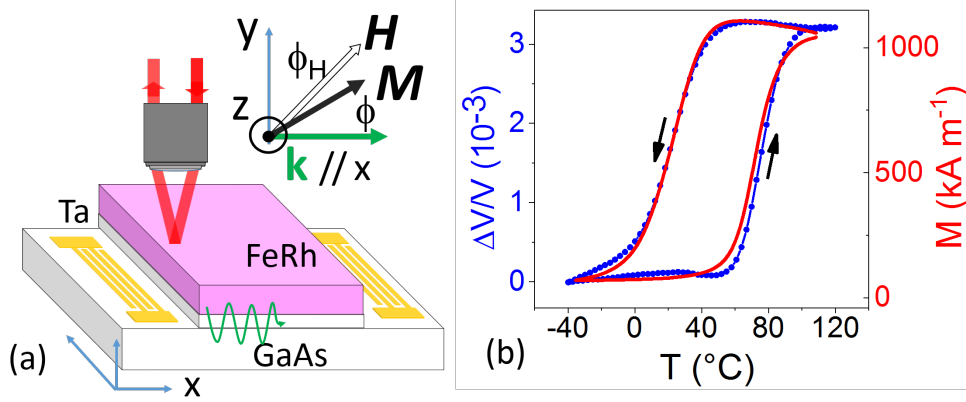 y
H
ϕ_H
M
z
ϕ
k // x
Ta
FeRh
GaAs
(a)
x
ΔV/V (10⁻³)
3
2
1
0
M (kA m⁻¹)
1000
500
0
-40 0 40 80 120
T (°C)
(b)